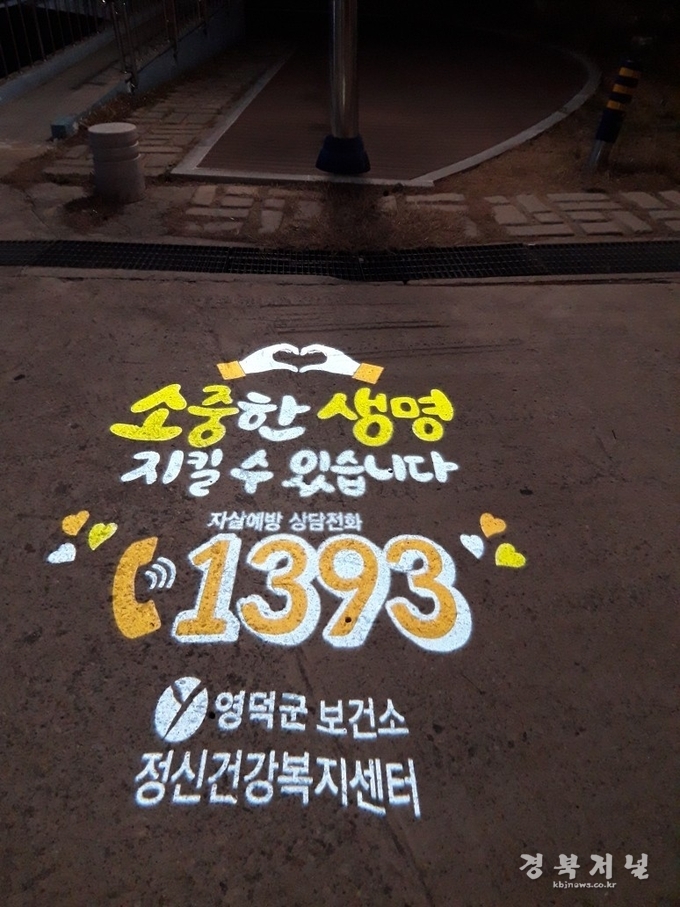 소중한 생명
지킬 수 있습니다
자살예방 상담전화
1393
영덕군 보건소
정신건강복지센터
경북저널
kbjnaws.co.kr